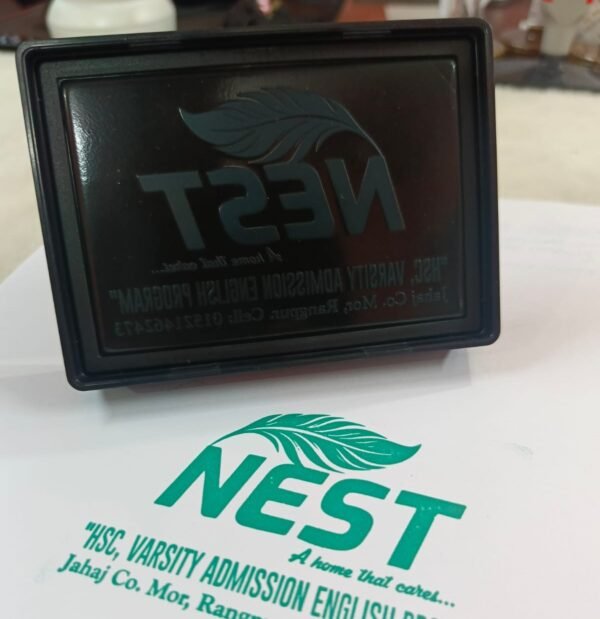 NEST
A home that cares...
"HSC, VARSITY ADMISSION ENGLISH PROGRAM"
Jahaj Co. Mor, Rangpur. Cell: 01521462473
NEST
A home that cares...
"HSC, VARSITY ADMISSION ENGLISH
Jahaj Co. Mor,